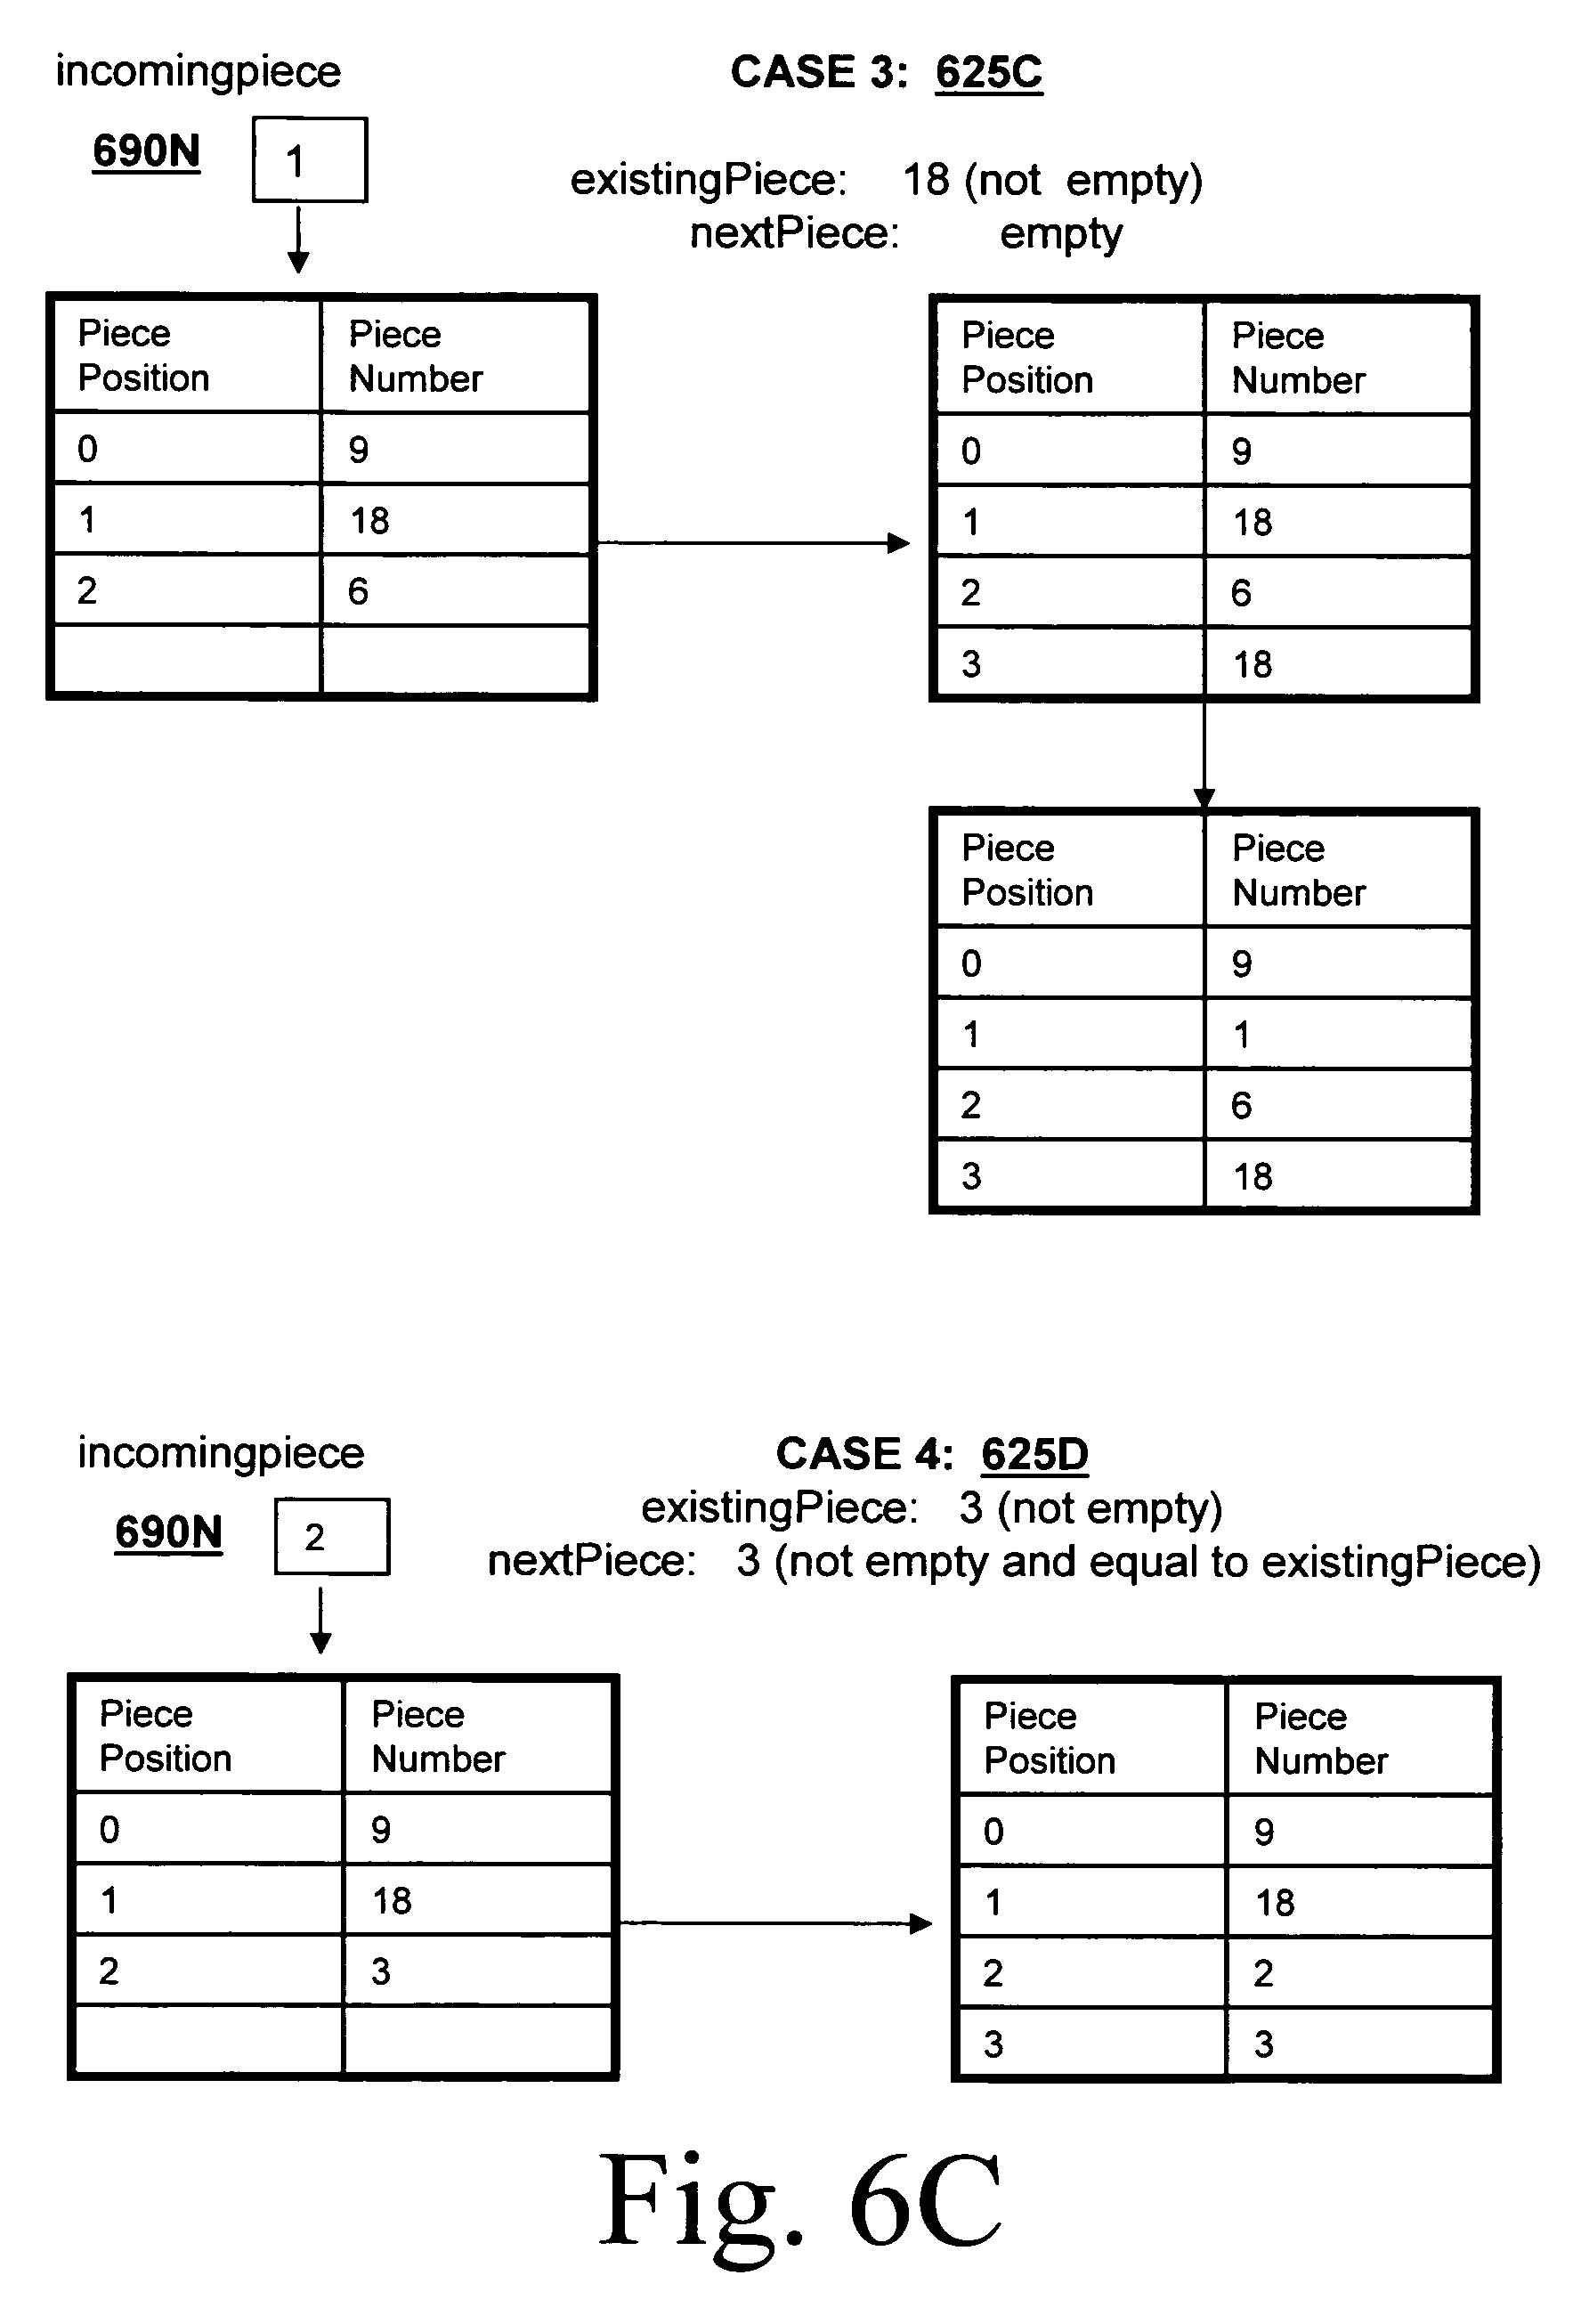 incomingpiece
690N 1
CASE 3: 625C
existingPiece: 18 (not empty)
nextPiece: empty
Piece Position Piece Number
0 9
1 18
2 6
Piece Position Piece Number
0 9
1 18
2 6
3 18
Piece Position Piece Number
0 9
1 1
2 6
3 18
incomingpiece
690N 2
CASE 4: 625D
existingPiece: 3 (not empty)
nextPiece: 3 (not empty and equal to existingPiece)
Piece Position Piece Number
0 9
1 18
2 3
Piece Position Piece Number
0 9
1 18
2 2
3 3
Fig. 6C